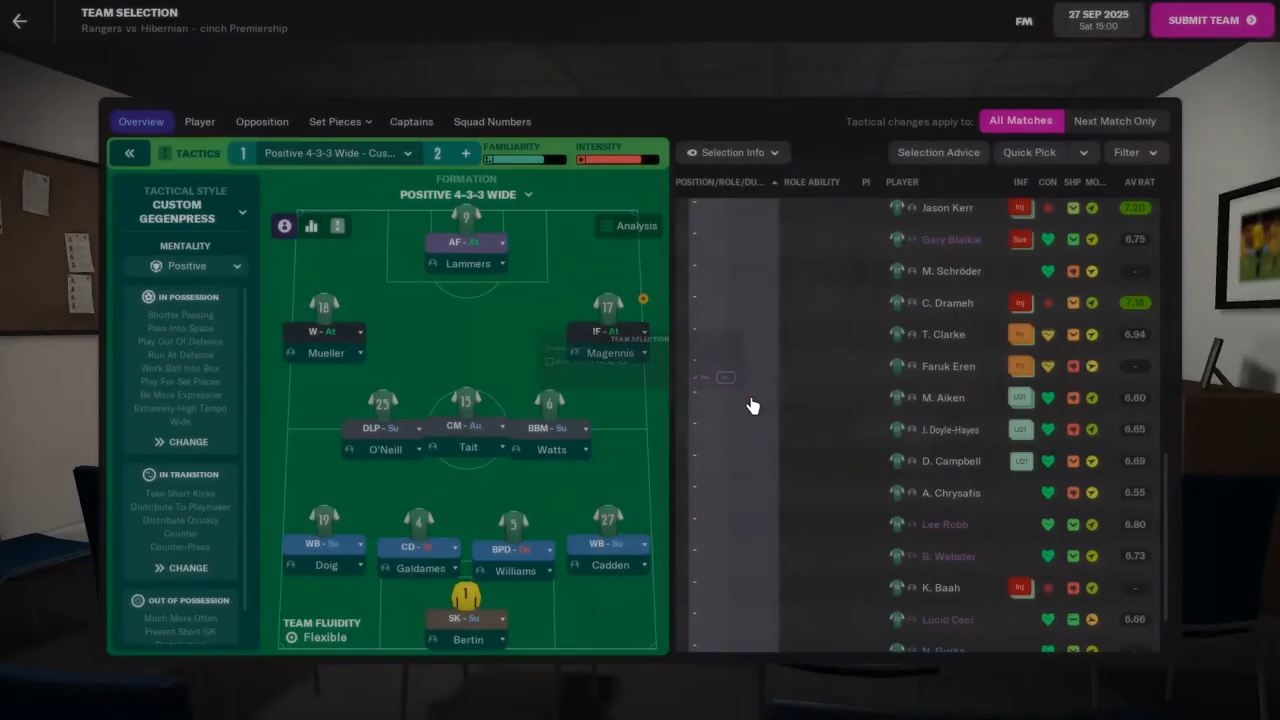 TEAM SELECTION
Rangers vs Hibernian - cinch Premiership
FM
27 SEP 2025
Sat 15:00
SUBMIT TEAM
Overview
Player
Opposition
Set Pieces
Captains
Squad Numbers
Tactical changes apply to:
All Matches
Next Match Only
TACTICS
1
Positive 4-3-3 Wide - Cus...
2
+
FAMILIARITY
INTENSITY
Selection Info
Selection Advice
Quick Pick
Filter
TACTICAL STYLE
CUSTOM
GEGENPRESS
MENTALITY
Positive
IN POSSESSION
Shorter Passing
Pass Into Space
Play Out Of Defence
Run At Defence
Work Ball Into Box
Play For Set Pieces
Be More Expressive
Extremely High Tempo
Wide
CHANGE
IN TRANSITION
Take Short Kicks
Distribute To Playmaker
Distribute Quickly
Counter
Counter-Press
CHANGE
OUT OF POSSESSION
Much More Often
Prevent Short GK
FORMATION
POSITIVE 4-3-3 WIDE
Analysis
9
AF - At
Lammers
18
W - At
Mueller
17
IF - At
Magennis
TEAM SELECTION
25
DLP - Su
O'Neill
15
CM - Au
Tait
6
BBM - Su
Watts
19
WB - Su
Doig
4
CD -
Galdames
5
BPD - De
Williams
27
WB - Su
Cadden
1
SK - Su
Bertin
TEAM FLUIDITY
Flexible
POSITION/ROLE/DU... ROLE ABILITY PI PLAYER INF CON SHP MO... AV RAT
- Jason Kerr Inj 7.20
- Gary Blaikie Sus 6.75
- M. Schröder -
- C. Drameh Inj 7.16
- T. Clarke Inj 6.94
- Faruk Eren Inj -
- M. Aiken U21 6.60
- J. Doyle-Hayes U21 6.65
- D. Campbell U21 6.69
- A. Chrysafis 6.55
- Lee Robb 6.80
- B. Webster 6.73
- K. Baah Inj -
- Lucio Ceci 6.66